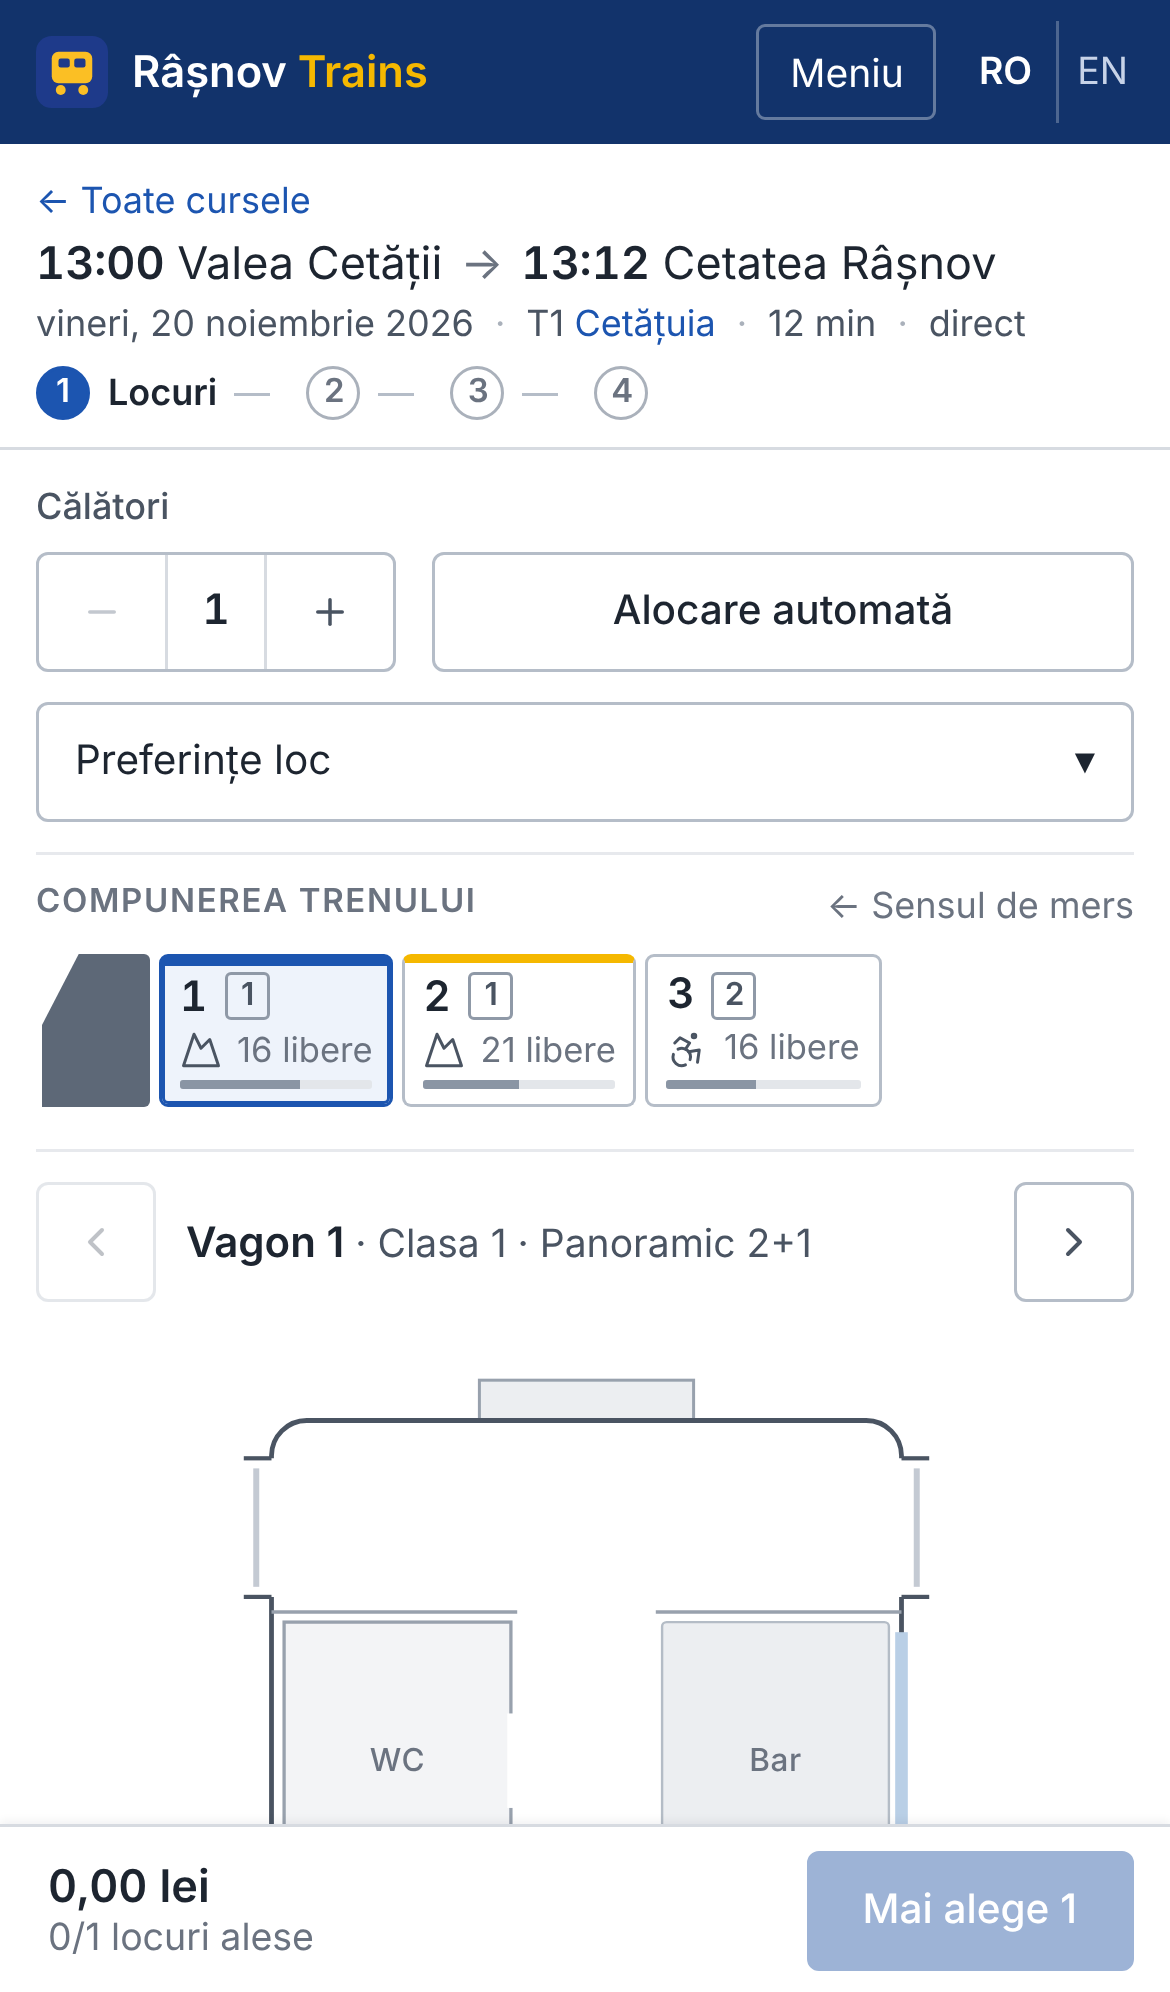 Râșnov Trains
Meniu
RO
EN
← Toate cursele
13:00 Valea Cetății → 13:12 Cetatea Râșnov
vineri, 20 noiembrie 2026 · T1 Cetățuia · 12 min · direct
1 Locuri — 2 — 3 — 4
Călători
− 1 +
Alocare automată
Preferințe loc ▼
COMPUNEREA TRENULUI
← Sensul de mers
1 1
16 libere
2 1
21 libere
3 2
16 libere
Vagon 1 · Clasa 1 · Panoramic 2+1
WC
Bar
0,00 lei
0/1 locuri alese
Mai alege 1